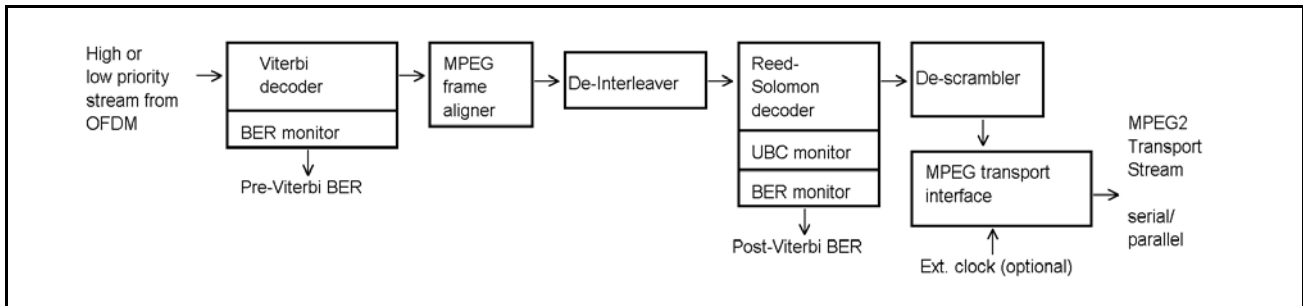 High or
low priority
stream from
OFDM
Viterbi
decoder
BER monitor
Pre-Viterbi BER
MPEG
frame
aligner
De-Interleaver
Reed-
Solomon
decoder
UBC monitor
BER monitor
Post-Viterbi BER
De-scrambler
MPEG transport
interface
Ext. clock (optional)
MPEG2
Transport
Stream
serial/
parallel